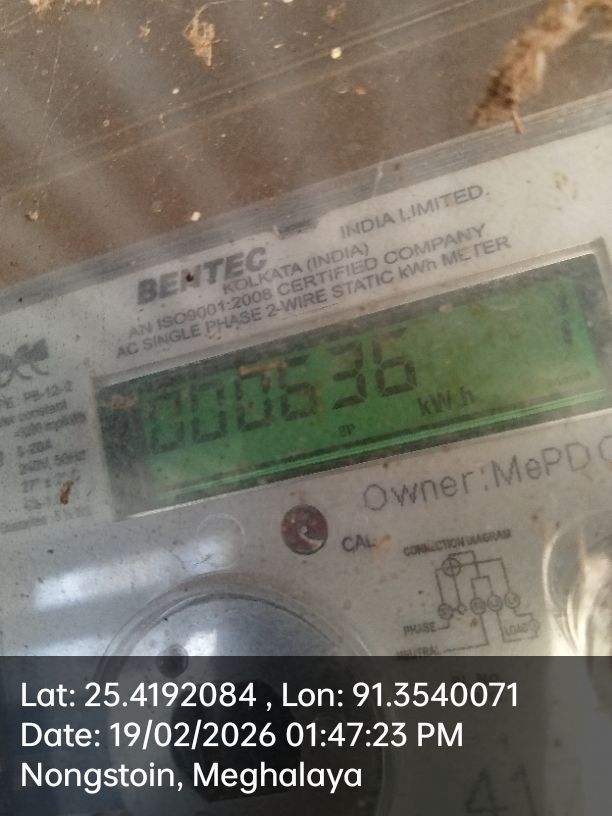 INDIA LIMITED
BENTEC
KOLKATA (INDIA)
AN ISO9001:2008 CERTIFIED COMPANY
AC SINGLE PHASE 2-WIRE STATIC kWh METER
000636
kW h
Owner:MePD
CAL
CONNECTION DIAGRAM
PHASE
LOAD
NEUTRAL
Lat: 25.4192084 , Lon: 91.3540071
Date: 19/02/2026 01:47:23 PM
Nongstoin, Meghalaya